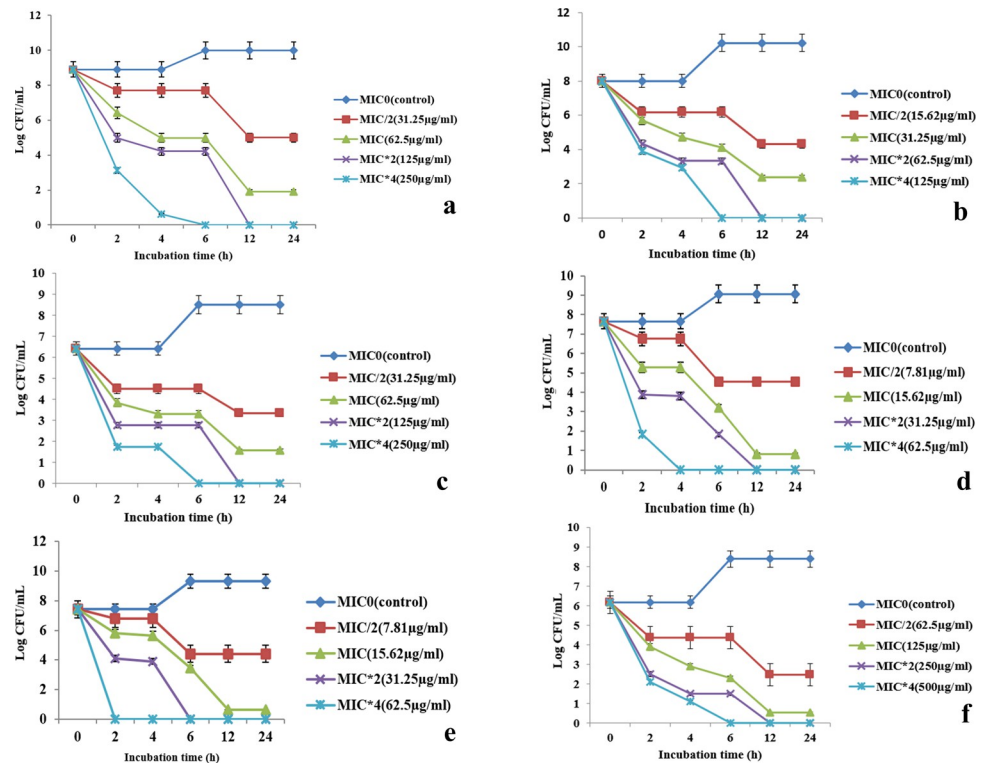 12
10
8
6
4
2
0
Log CFU/mL
0 2 4 6 12 24
Incubation time (h)
MIC0(control)
MIC/2(31.25µg/ml)
MIC(62.5µg/ml)
MIC*2(125µg/ml)
MIC*4(250µg/ml)
a
12
10
8
6
4
2
0
Log CFU/mL
0 2 4 6 12 24
Incubation time (h)
MIC0(control)
MIC/2(15.62µg/ml)
MIC(31.25µg/ml)
MIC*2(62.5µg/ml)
MIC*4(125µg/ml)
b
10
9
8
7
6
5
4
3
2
1
0
Log CFU/mL
0 2 4 6 12 24
Incubation time (h)
MIC0(control)
MIC/2(31.25µg/ml)
MIC(62.5µg/ml)
MIC*2(125µg/ml)
MIC*4(250µg/ml)
c
10
9
8
7
6
5
4
3
2
1
0
Log CFU/mL
0 2 4 6 12 24
Incubation time (h)
MIC0(control)
MIC/2(7.81µg/ml)
MIC(15.62µg/ml)
MIC*2(31.25µg/ml)
MIC*4(62.5µg/ml)
d
12
10
8
6
4
2
0
Log CFU/mL
0 2 4 6 12 24
Incubation time (h)
MIC0(control)
MIC/2(7.81µg/ml)
MIC(15.62µg/ml)
MIC*2(31.25µg/ml)
MIC*4(62.5µg/ml)
e
10
9
8
7
6
5
4
3
2
1
0
Log CFU/mL
0 2 4 6 12 24
Incubation time (h)
MIC0(control)
MIC/2(62.5µg/ml)
MIC(125µg/ml)
MIC*2(250µg/ml)
MIC*4(500µg/ml)
f